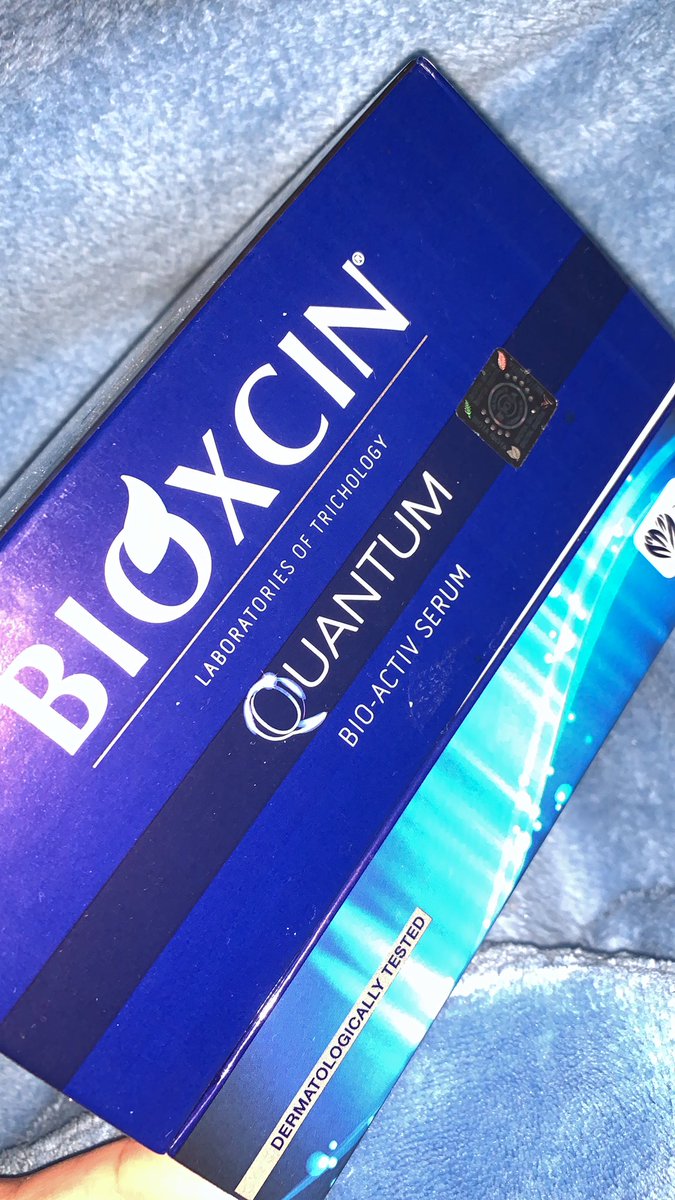 BIOXCIN®
LABORATORIES OF TRICHOLOGY
QUANTUM
BIO-ACTIV SERUM
DERMATOLOGICALLY TESTED